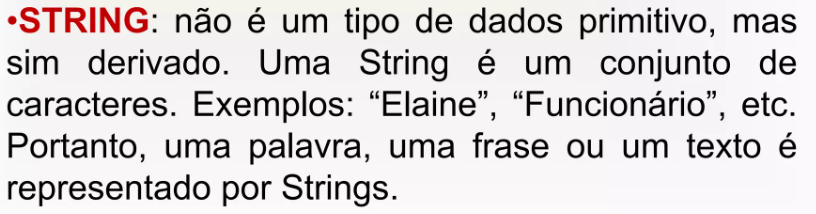 •STRING: não é um tipo de dados primitivo, mas
sim derivado. Uma String é um conjunto de
caracteres. Exemplos: “Elaine”, “Funcionário”, etc.
Portanto, uma palavra, uma frase ou um texto é
representado por Strings.